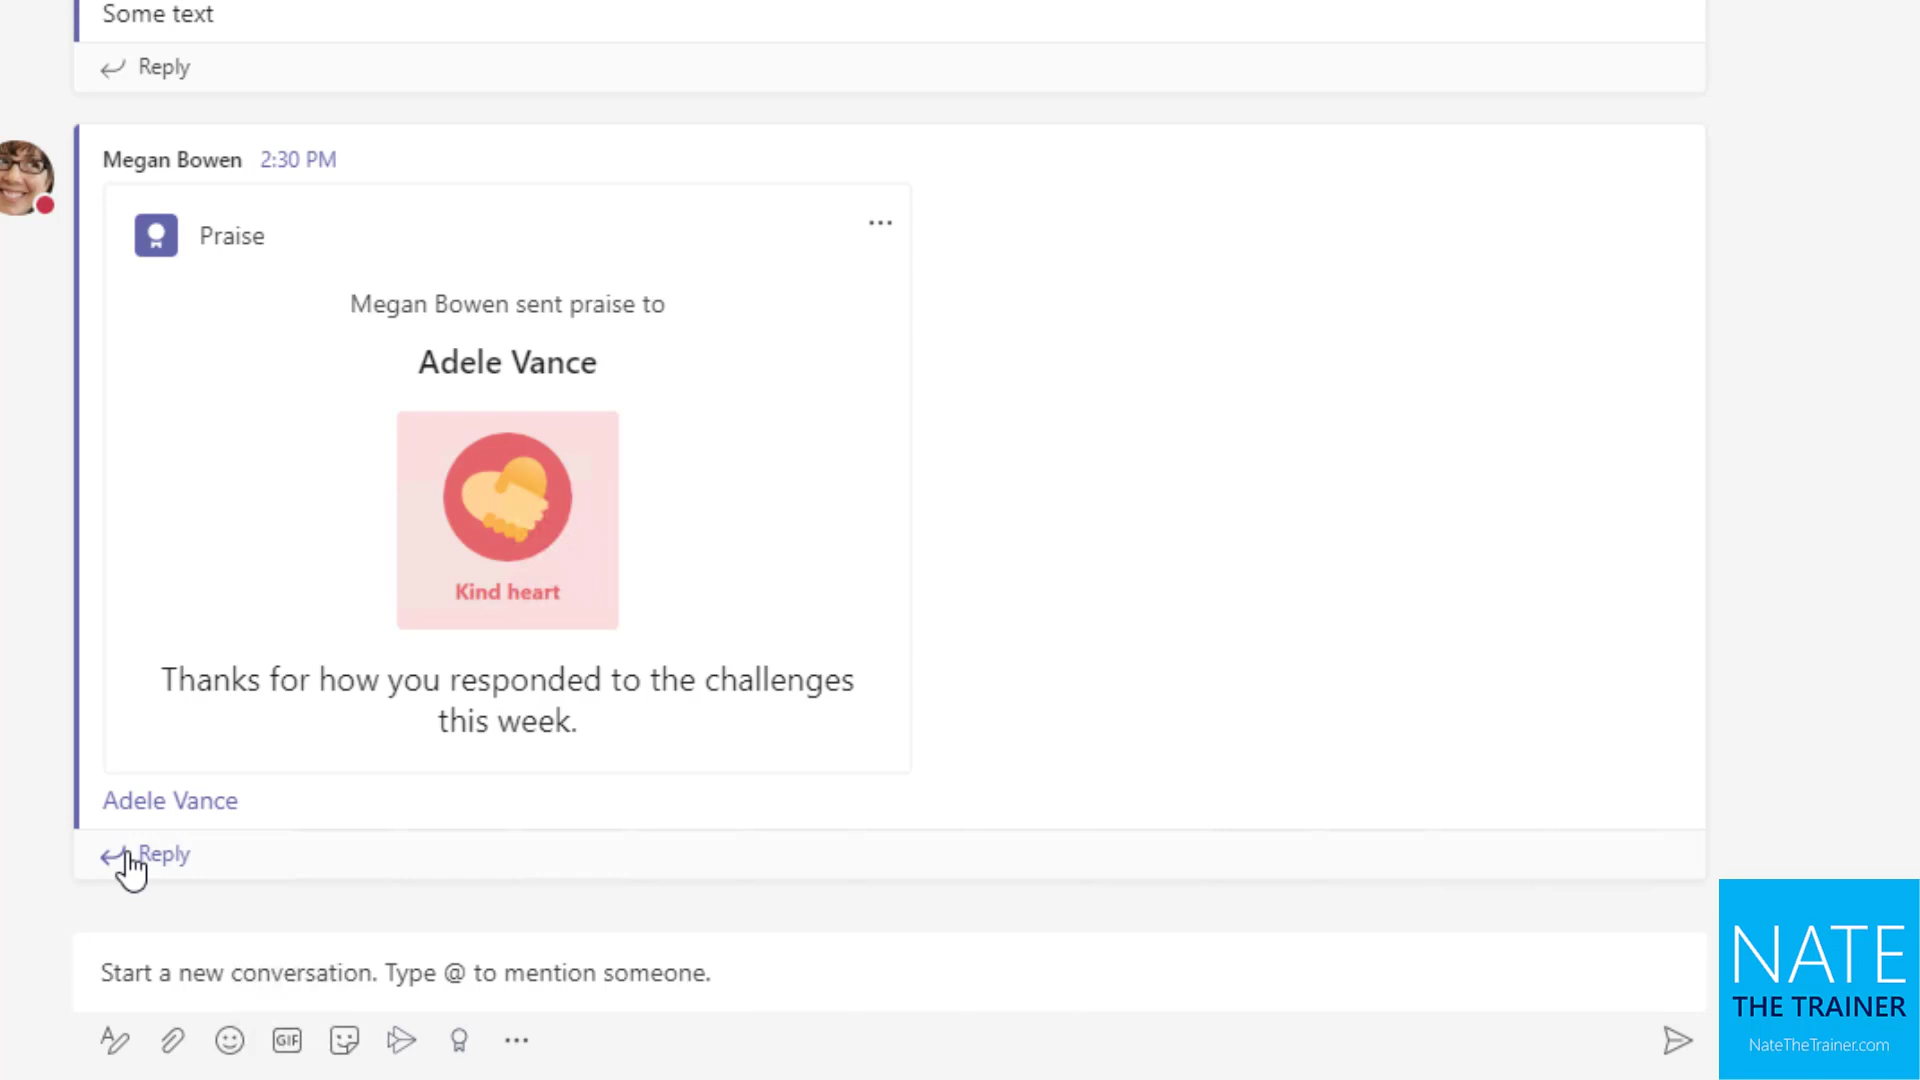 Some text
Reply
Megan Bowen 2:30 PM
Praise
Megan Bowen sent praise to
Adele Vance
Kind heart
Thanks for how you responded to the challenges
this week.
Adele Vance
Reply
Start a new conversation. Type @ to mention someone.
GIF
NATE
THE TRAINER
NateTheTrainer.com